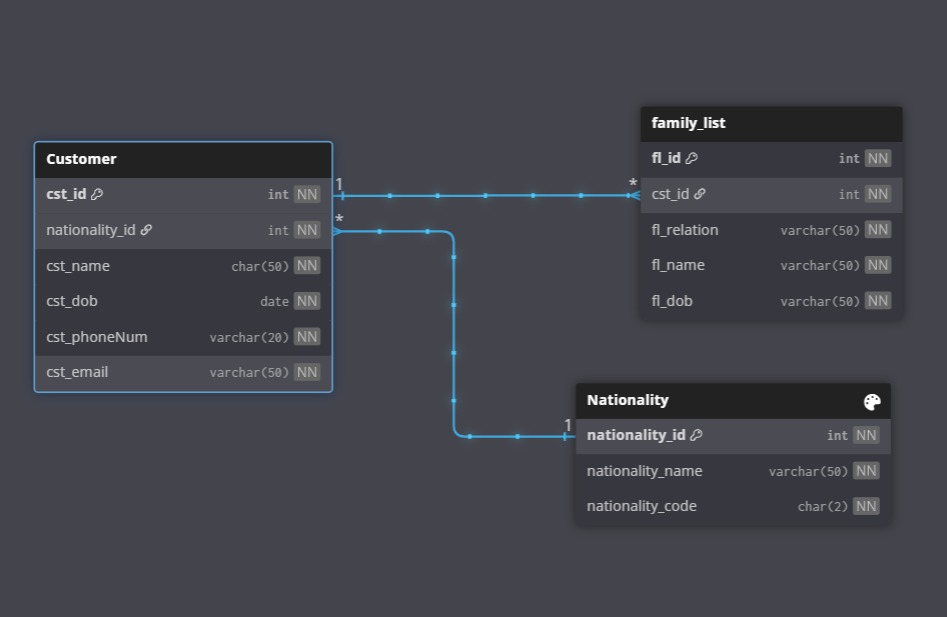 Customer
cst_id int NN
nationality_id int NN
cst_name char(50) NN
cst_dob date NN
cst_phoneNum varchar(20) NN
cst_email varchar(50) NN
1
*
*
1
family_list
fl_id int NN
cst_id int NN
fl_relation varchar(50) NN
fl_name varchar(50) NN
fl_dob varchar(50) NN
Nationality
nationality_id int NN
nationality_name varchar(50) NN
nationality_code char(2) NN